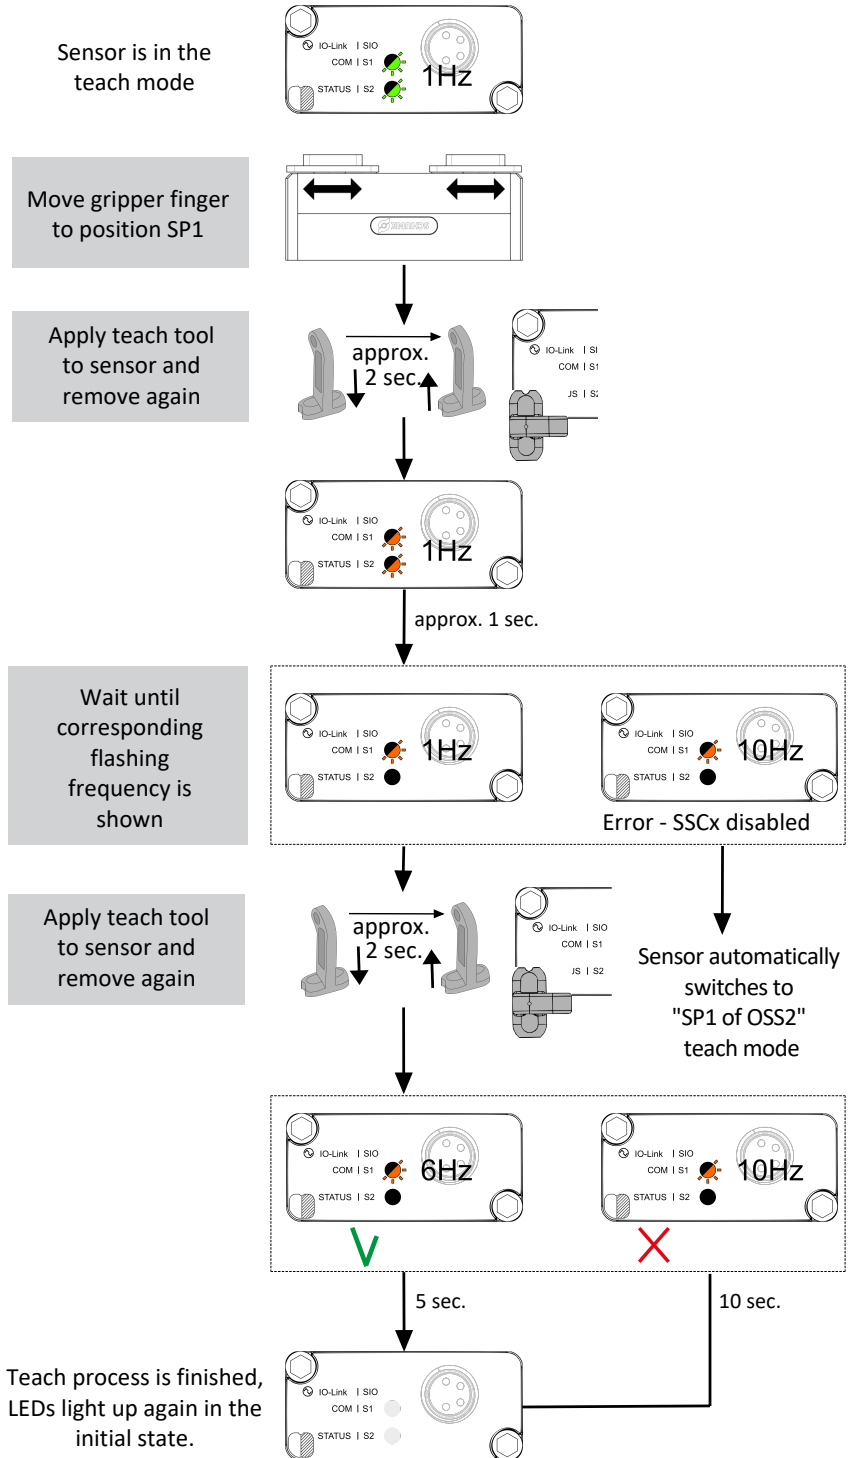 Sensor is in the
teach mode
IO-Link | SIO
COM | S1
STATUS | S2
1Hz
Move gripper finger
to position SP1
SCHUNK
Apply teach tool
to sensor and
remove again
approx.
2 sec.
IO-Link | SI
COM | S1
JS | S2
IO-Link | SIO
COM | S1
STATUS | S2
1Hz
approx. 1 sec.
Wait until
corresponding
flashing
frequency is
shown
IO-Link | SIO
COM | S1
STATUS | S2
1Hz
IO-Link | SIO
COM | S1
STATUS | S2
10Hz
Error - SSCx disabled
Apply teach tool
to sensor and
remove again
approx.
2 sec.
IO-Link | SIO
COM | S1
JS | S2
Sensor automatically
switches to
"SP1 of OSS2"
teach mode
IO-Link | SIO
COM | S1
STATUS | S2
6Hz
IO-Link | SIO
COM | S1
STATUS | S2
10Hz
5 sec.
10 sec.
Teach process is finished,
LEDs light up again in the
initial state.
IO-Link | SIO
COM | S1
STATUS | S2